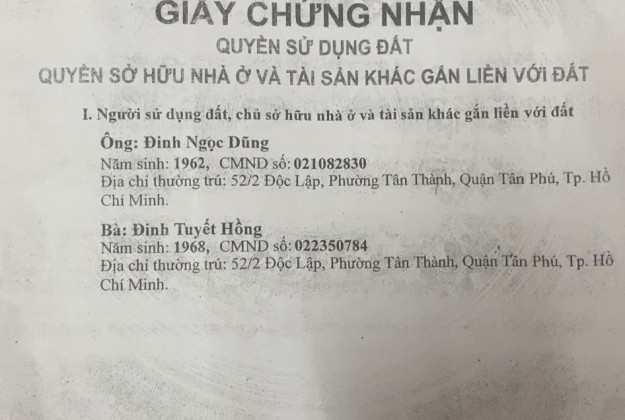 GIẤY CHỨNG NHẬN
QUYỀN SỬ DỤNG ĐẤT
QUYỀN SỞ HỮU NHÀ Ở VÀ TÀI SẢN KHÁC GẮN LIỀN VỚI ĐẤT
I. Người sử dụng đất, chủ sở hữu nhà ở và tài sản khác gắn liền với đất
Ông: Đinh Ngọc Dũng
Năm sinh: 1962, CMND số: 021082830
Địa chỉ thường trú: 52/2 Độc Lập, Phường Tân Thành, Quận Tân Phú, Tp. Hồ
Chí Minh.
Bà: Đinh Tuyết Hồng
Năm sinh: 1968, CMND số: 022350784
Địa chỉ thường trú: 52/2 Độc Lập, Phường Tân Thành, Quận Tân Phú, Tp. Hồ
Chí Minh.